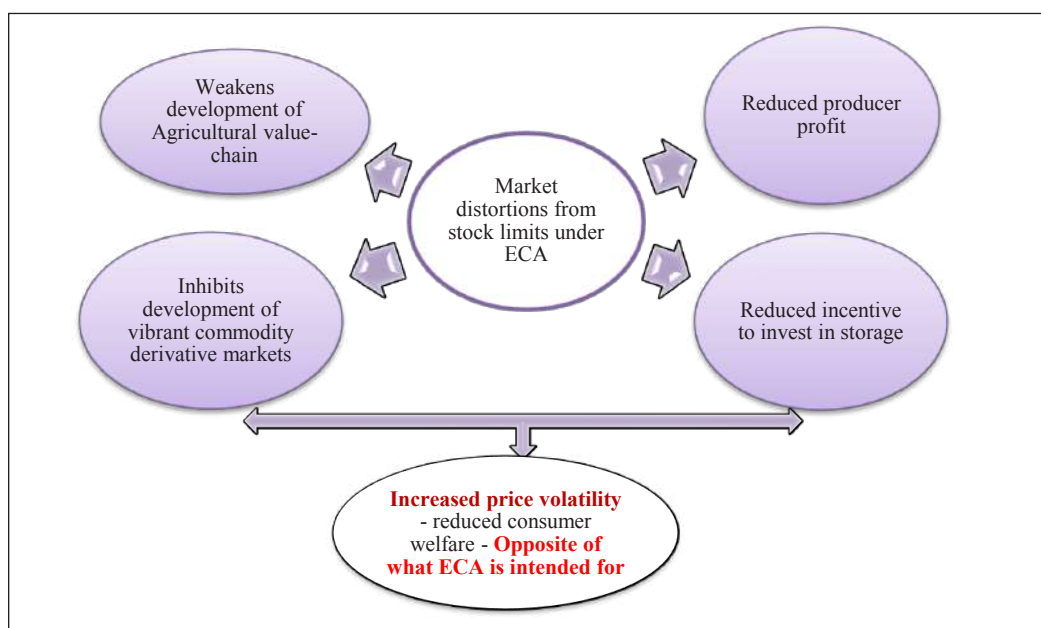 Weakens
development of
Agricultural value-
chain
Reduced producer
profit
Market
distortions from
stock limits under
ECA
Inhibits
development of
vibrant commodity
derivative markets
Reduced incentive
to invest in storage
Increased price volatility
- reduced consumer
welfare - Opposite of
what ECA is intended for